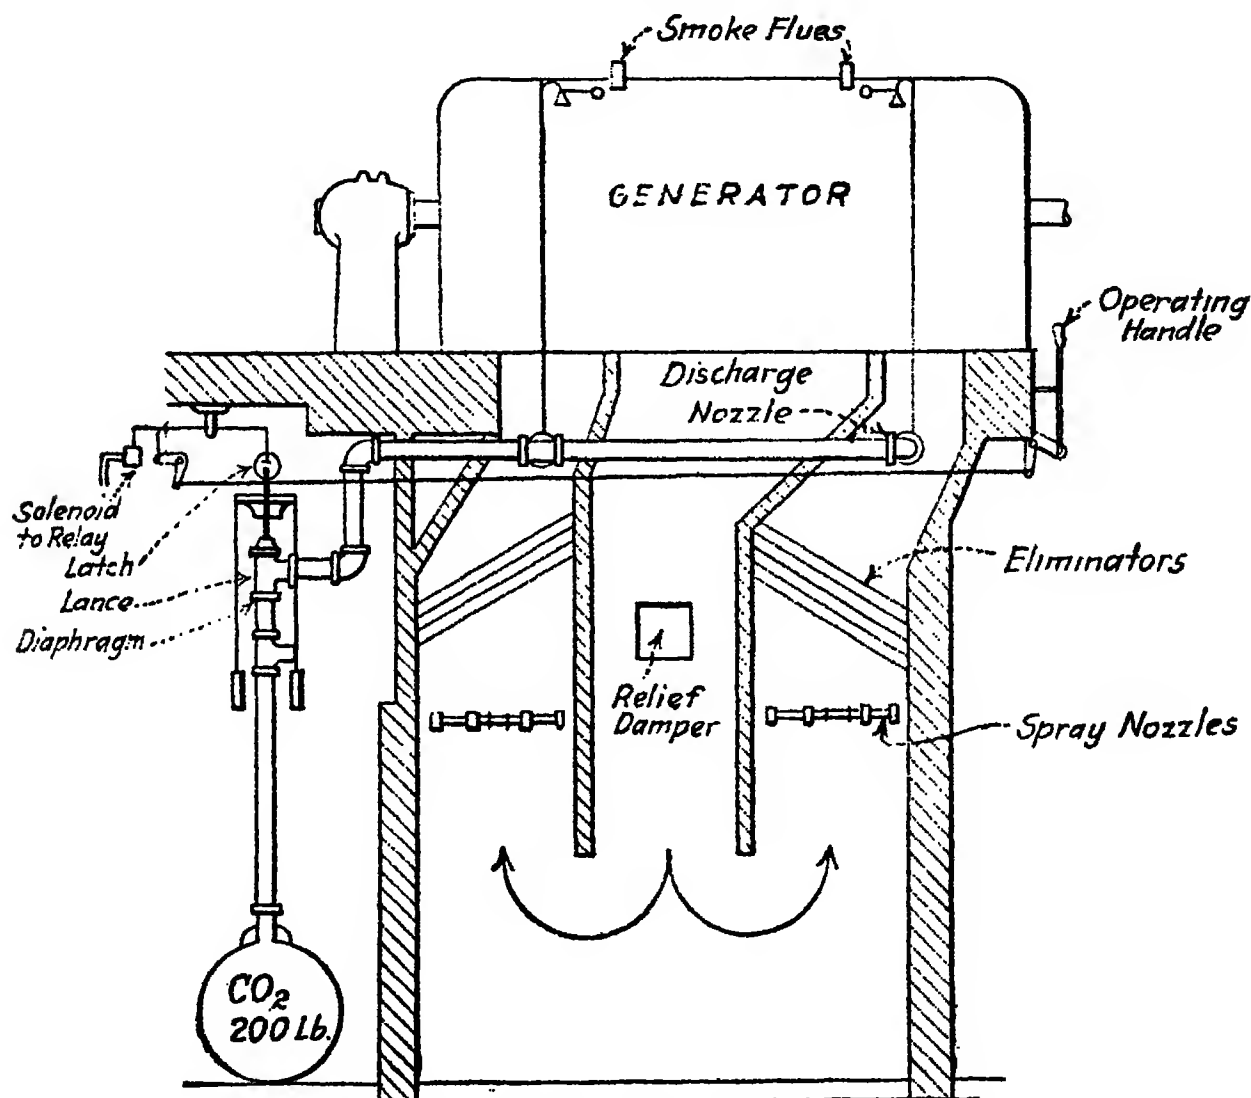 Smoke Flues
GENERATOR
Operating
Handle
Discharge
Nozzle
Solenoid
to Relay
Latch
Lance
Diaphragm
Eliminators
Relief
Damper
Spray Nozzles
CO₂
200 Lb.